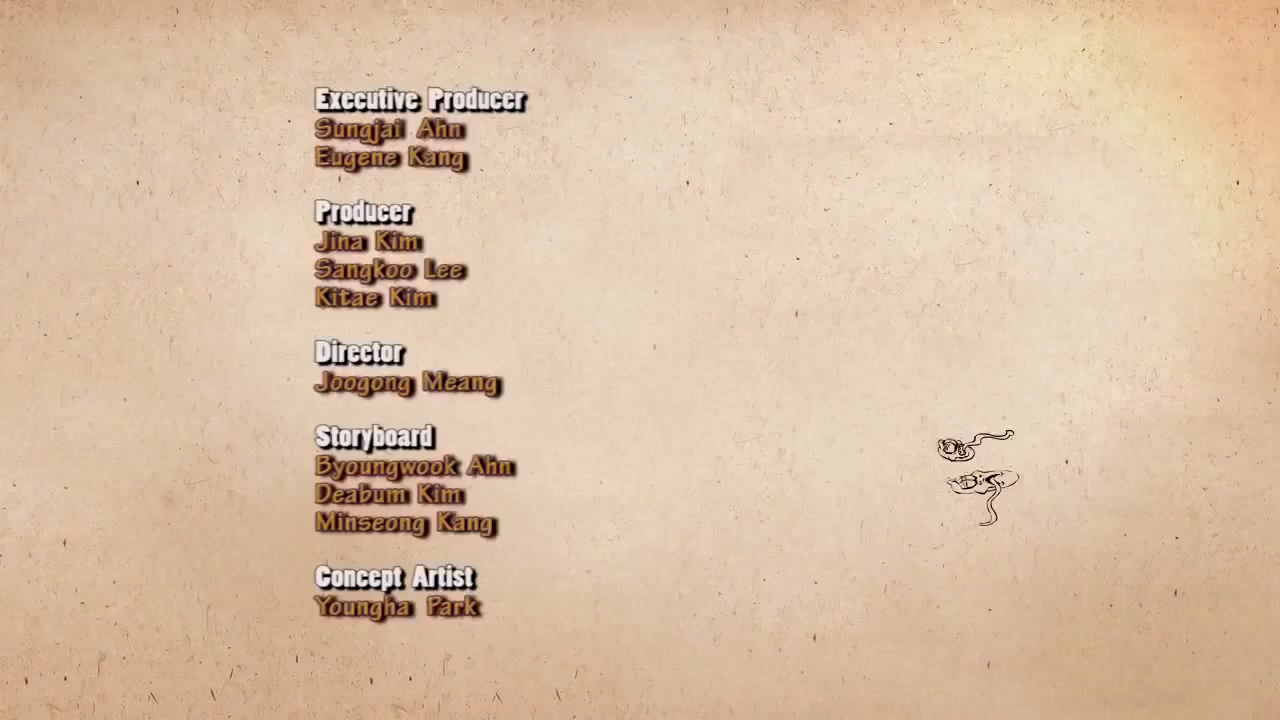 Executive Producer
Sungjai Ahn
Eugene Kang
Producer
Jina Kim
Sangkoo Lee
Kitae Kim
Director
Joogong Meang
Storyboard
Byoungwook Ahn
Deabum Kim
Minseong Kang
Concept Artist
Youngha Park